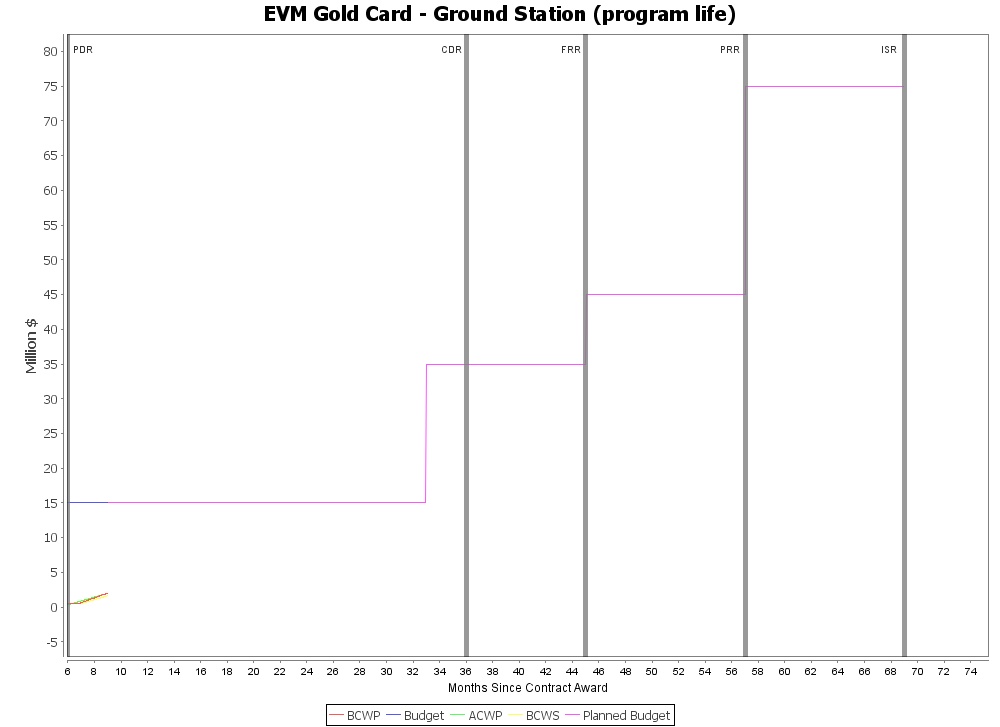 EVM Gold Card - Ground Station (program life)
80 PDR CDR FRR PRR ISR
75
70
65
60
55
50
45
40
35
30
25
20
15
10
5
0
-5
Million $
6 8 10 12 14 16 18 20 22 24 26 28 30 32 34 36 38 40 42 44 46 48 50 52 54 56 58 60 62 64 66 68 70 72 74
Months Since Contract Award
BCWP Budget ACWP BCWS Planned Budget